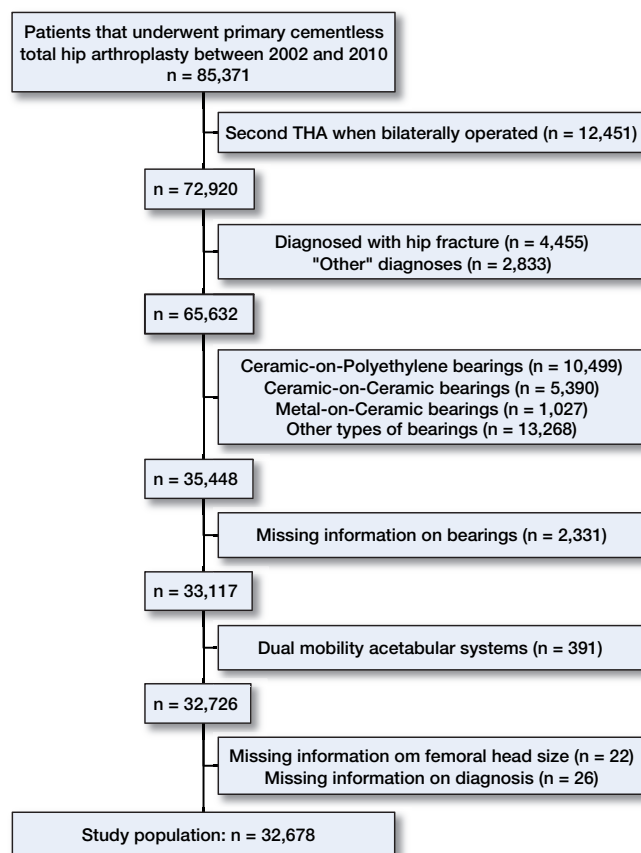 Patients that underwent primary cementless
total hip arthroplasty between 2002 and 2010
n = 85,371
Second THA when bilaterally operated (n = 12,451)
n = 72,920
Diagnosed with hip fracture (n = 4,455)
"Other" diagnoses (n = 2,833)
n = 65,632
Ceramic-on-Polyethylene bearings (n = 10,499)
Ceramic-on-Ceramic bearings (n = 5,390)
Metal-on-Ceramic bearings (n = 1,027)
Other types of bearings (n = 13,268)
n = 35,448
Missing information on bearings (n = 2,331)
n = 33,117
Dual mobility acetabular systems (n = 391)
n = 32,726
Missing information om femoral head size (n = 22)
Missing information on diagnosis (n = 26)
Study population: n = 32,678